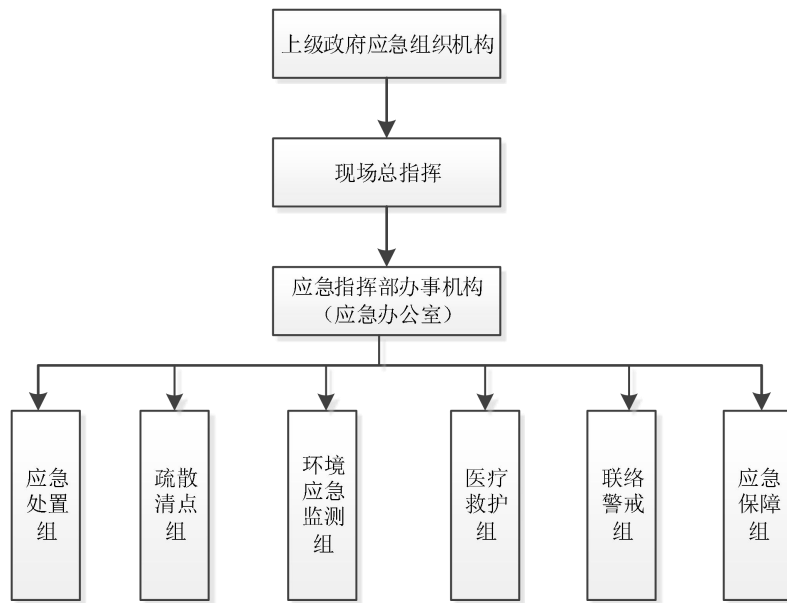 上级政府应急组织机构
现场总指挥
应急指挥部办事机构
（应急办公室）
应急
处置
组
疏散
清点
组
环境
应急
监测
组
医疗
救护
组
联络
警戒
组
应急
保障
组